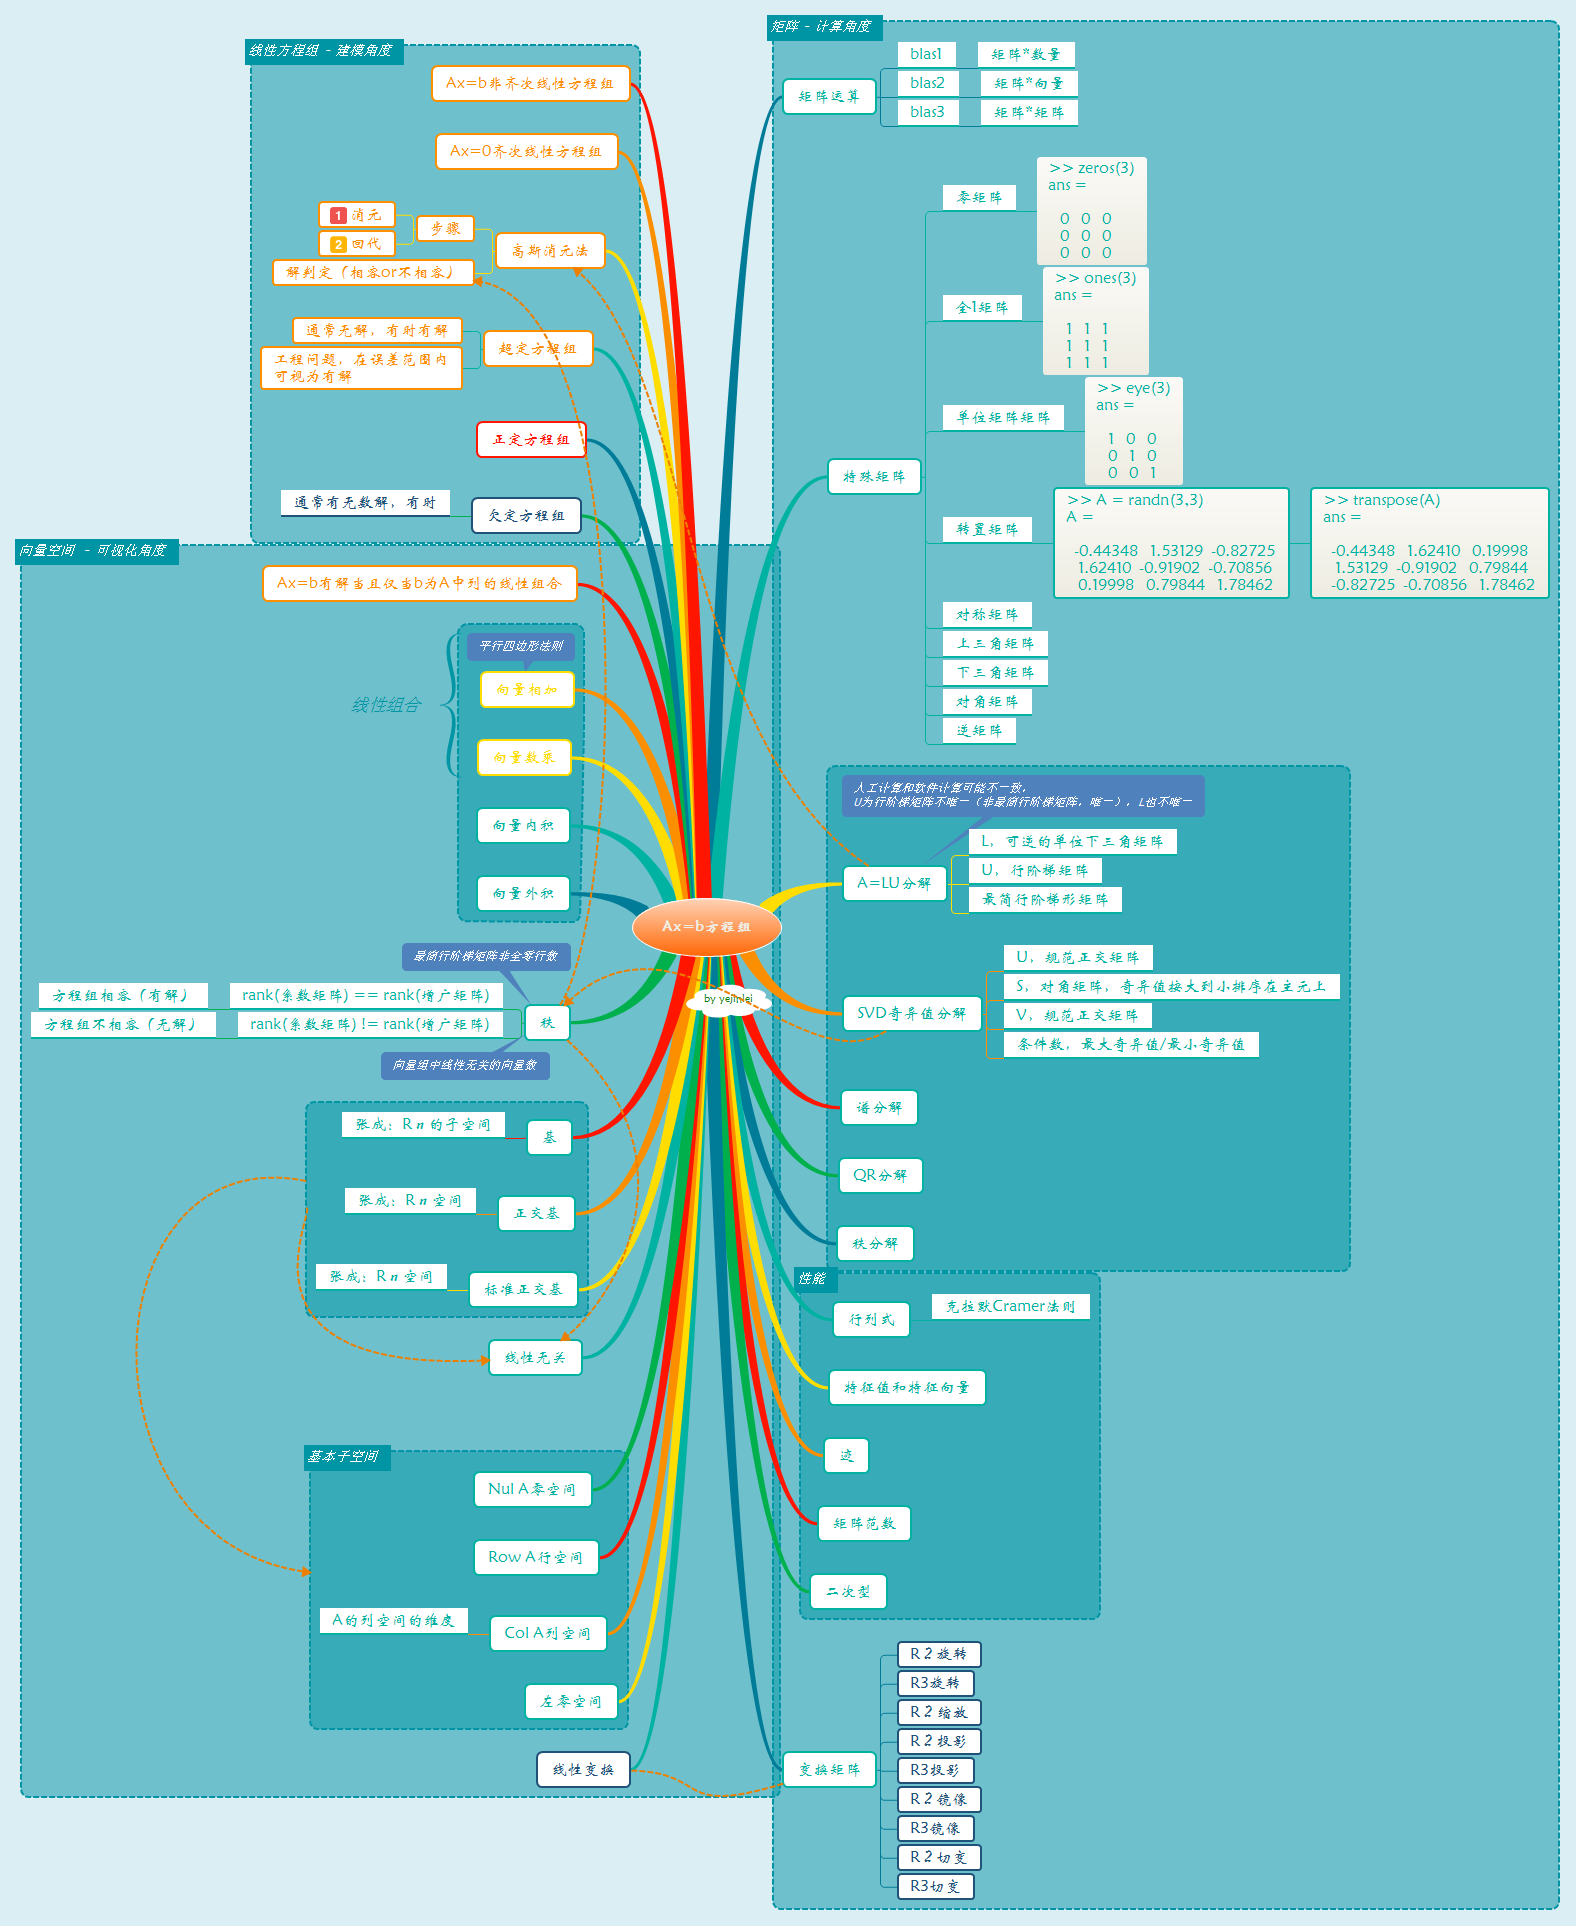 线性方程组 - 建模角度
Ax=b非齐次线性方程组
Ax=0齐次线性方程组
高斯消元法
步骤
1 消元
2 回代
解判定（相容or不相容）
超定方程组
通常无解，有时有解
工程问题，在误差范围内
可视为有解
正定方程组
欠定方程组
通常有无数解，有时
向量空间 - 可视化角度
Ax=b有解当且仅当b为A中列的线性组合
平行四边形法则
向量相加
线性组合
向量数乘
向量内积
向量外积
Ax=b方程组
by yejinlei
最简行阶梯矩阵非全零行数
秩
rank(系数矩阵) == rank(增广矩阵)
方程组相容（有解）
rank(系数矩阵) != rank(增广矩阵)
方程组不相容（无解）
向量组中线性无关的向量数
基
张成：R n 的子空间
正交基
张成：R n 空间
标准正交基
张成：R n 空间
线性无关
基本子空间
Nul A零空间
Row A行空间
Col A列空间
A的列空间的维度
左零空间
线性变换
矩阵 - 计算角度
矩阵运算
blas1 矩阵*数量
blas2 矩阵*向量
blas3 矩阵*矩阵
特殊矩阵
零矩阵
>> zeros(3)
ans =
0 0 0
0 0 0
0 0 0
全1矩阵
>> ones(3)
ans =
1 1 1
1 1 1
1 1 1
单位矩阵矩阵
>> eye(3)
ans =
1 0 0
0 1 0
0 0 1
转置矩阵
>> A = randn(3,3)
A =
-0.44348 1.53129 -0.82725
1.62410 -0.91902 -0.70856
0.19998 0.79844 1.78462
>> transpose(A)
ans =
-0.44348 1.62410 0.19998
1.53129 -0.91902 0.79844
-0.82725 -0.70856 1.78462
对称矩阵
上三角矩阵
下三角矩阵
对角矩阵
逆矩阵
人工计算和软件计算可能不一致，
U为行阶梯矩阵不唯一（非最简行阶梯矩阵，唯一），L也不唯一
A=LU分解
L，可逆的单位下三角矩阵
U，行阶梯矩阵
最简行阶梯形矩阵
SVD奇异值分解
U，规范正交矩阵
S，对角矩阵，奇异值按大到小排序在主元上
V，规范正交矩阵
条件数，最大奇异值/最小奇异值
谱分解
QR分解
秩分解
性能
行列式
克拉默Cramer法则
特征值和特征向量
迹
矩阵范数
二次型
变换矩阵
R 2 旋转
R3旋转
R 2 缩放
R 2 投影
R3投影
R 2 镜像
R3镜像
R 2 切变
R3切变